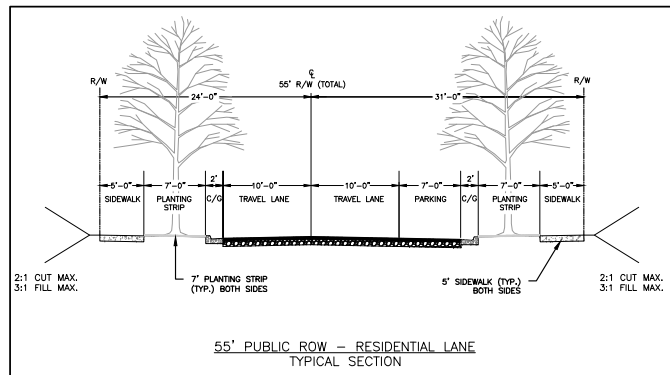 ℄
R/W
55' R/W (TOTAL)
R/W
24'-0"
31'-0"
2'
2'
5'-0"
7'-0"
10'-0"
10'-0"
7'-0"
7'-0"
5'-0"
SIDEWALK
PLANTING
STRIP
C/G
TRAVEL LANE
TRAVEL LANE
PARKING
C/G
PLANTING
STRIP
SIDEWALK
2:1 CUT MAX.
3:1 FILL MAX.
7' PLANTING STRIP
(TYP.) BOTH SIDES
5' SIDEWALK (TYP.)
BOTH SIDES
2:1 CUT MAX.
3:1 FILL MAX.
55' PUBLIC ROW – RESIDENTIAL LANE
TYPICAL SECTION